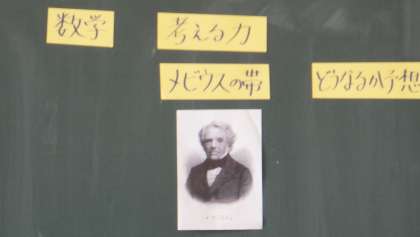 数学
考える力
メビウスの帯
どうなるか予想